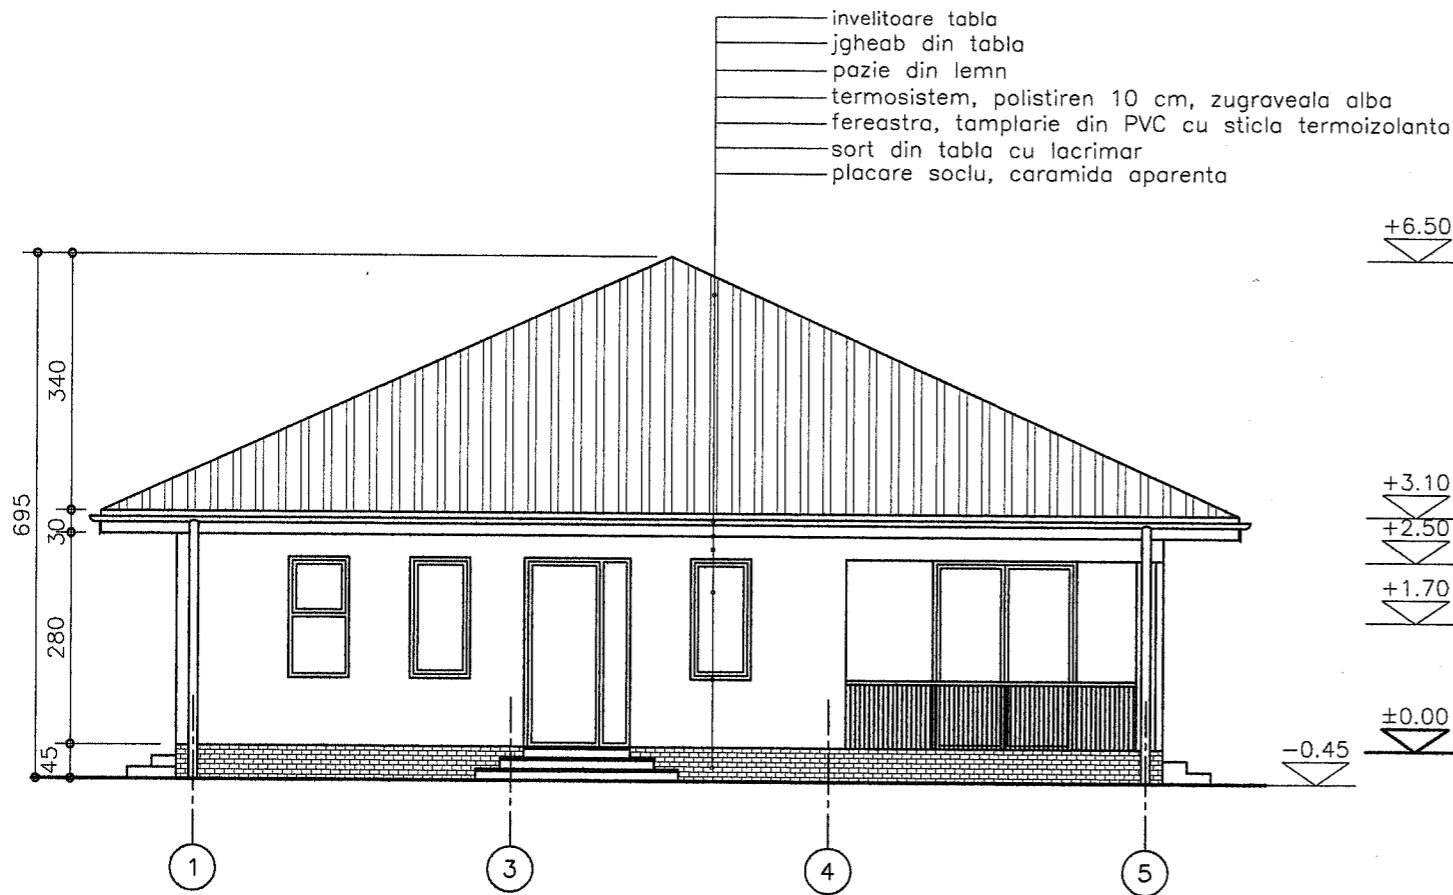 invelitoare tabla
jgheab din tabla
pazie din lemn
termosistem, polistiren 10 cm, zugraveala alba
fereastra, tamplarie din PVC cu sticla termoizolanta
sort din tabla cu lacrimar
placare soclu, caramida aparenta
+6.50
340
+3.10
695
30
+2.50
+1.70
280
±0.00
45
-0.45
1
3
4
5